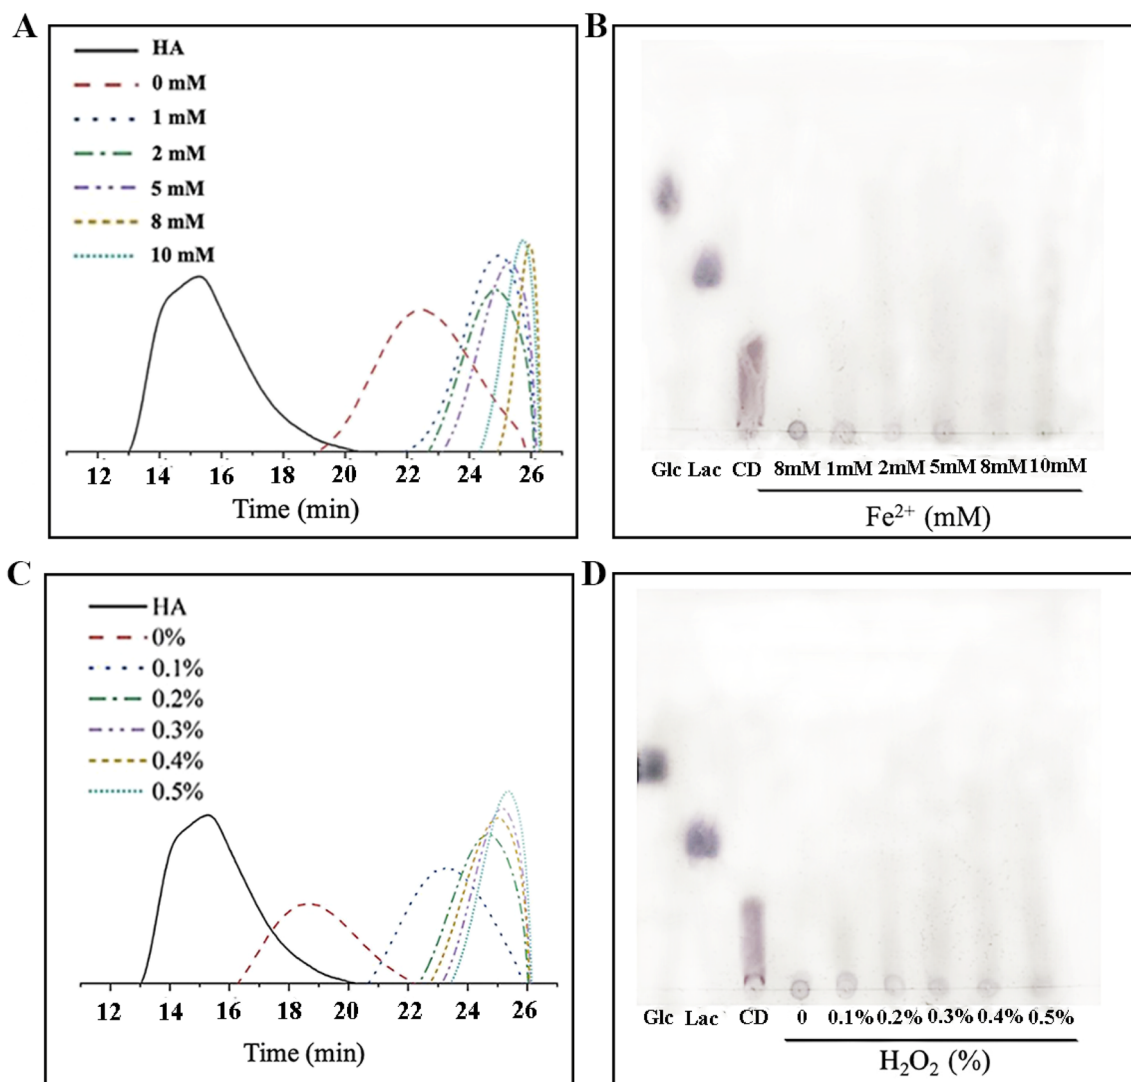 A
HA
0 mM
1 mM
2 mM
5 mM
8 mM
10 mM
12 14 16 18 20 22 24 26
Time (min)
B
Glc Lac CD 8mM 1mM 2mM 5mM 8mM 10mM
Fe²⁺ (mM)
C
HA
0%
0.1%
0.2%
0.3%
0.4%
0.5%
12 14 16 18 20 22 24 26
Time (min)
D
Glc Lac CD 0 0.1% 0.2% 0.3% 0.4% 0.5%
H₂O₂ (%)